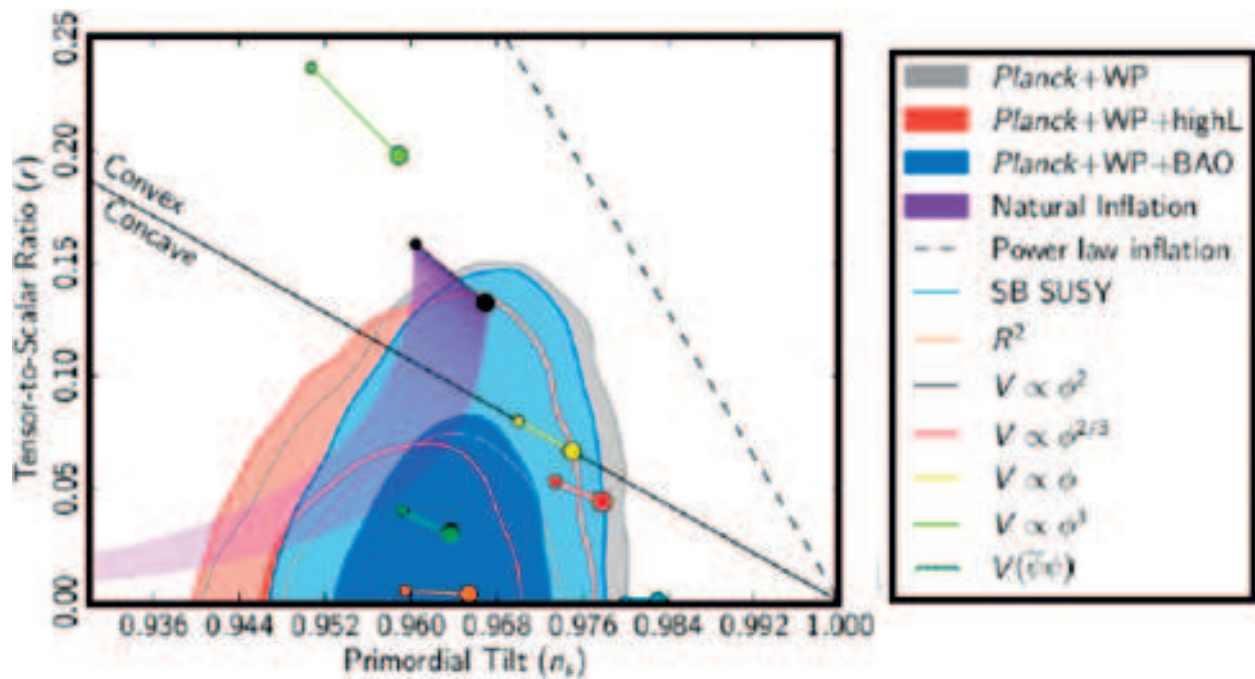 0.25
0.20
0.15
0.10
0.05
0.00
Tensor-to-Scalar Ratio (r)
Convex
Concave
0.936 0.944 0.952 0.960 0.968 0.976 0.984 0.992 1.000
Primordial Tilt (nₛ)
Planck+WP
Planck+WP+highL
Planck+WP+BAO
Natural Inflation
Power law inflation
SB SUSY
R²
V ∝ ϕ²
V ∝ ϕ^2/3
V ∝ ϕ
V ∝ ϕ³
V(ψ̄ψ)